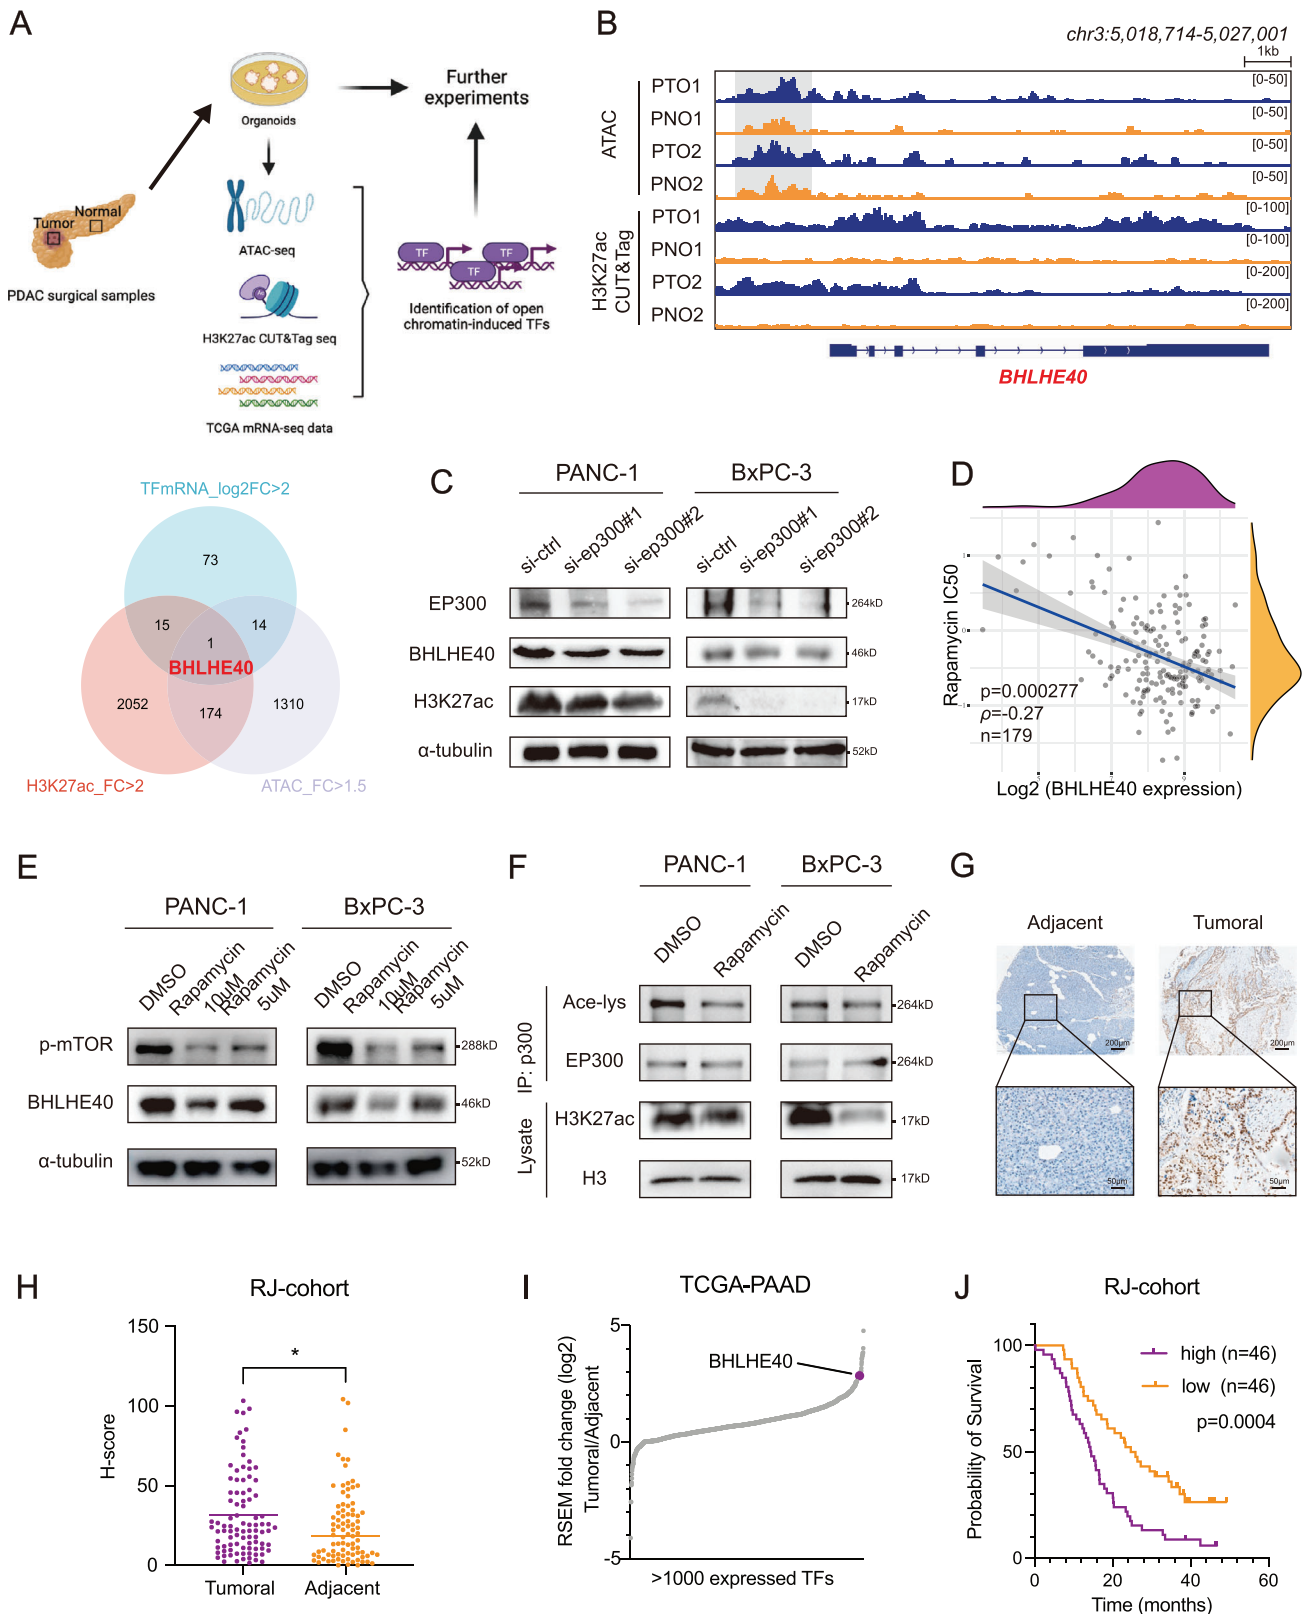 A
Organoids
Further
experiments
Tumor
Normal
PDAC surgical samples
ATAC-seq
Ac
H3K27ac CUT&Tag seq
TCGA mRNA-seq data
TF
TF
TF
Identification of open
chromatin-induced TFs
TFmRNA_log2FC>2
73
15
14
1
BHLHE40
2052
174
1310
H3K27ac_FC>2
ATAC_FC>1.5
B
chr3:5,018,714-5,027,001
1kb
ATAC
PTO1
[0-50]
PNO1
[0-50]
PTO2
[0-50]
PNO2
[0-50]
H3K27ac
CUT&Tag
PTO1
[0-100]
PNO1
[0-100]
PTO2
[0-200]
PNO2
[0-200]
BHLHE40
C
PANC-1
BxPC-3
si-ctrl
si-ep300#1
si-ep300#2
si-ctrl
si-ep300#1
si-ep300#2
EP300
264kD
BHLHE40
46kD
H3K27ac
17kD
α-tubulin
52kD
D
Rapamycin IC50
1
0
-1
p=0.000277
ρ=-0.27
n=179
5
7
9
Log2 (BHLHE40 expression)
E
PANC-1
BxPC-3
DMSO
Rapamycin
10uM
Rapamycin
5uM
DMSO
Rapamycin
10uM
Rapamycin
5uM
p-mTOR
288kD
BHLHE40
46kD
α-tubulin
52kD
F
PANC-1
BxPC-3
DMSO
Rapamycin
DMSO
Rapamycin
IP: p300
Ace-lys
264kD
EP300
264kD
Lysate
H3K27ac
17kD
H3
17kD
G
Adjacent
Tumoral
200μm
200μm
50μm
50μm
H
RJ-cohort
H-score
150
100
50
0
*
Tumoral
Adjacent
I
TCGA-PAAD
RSEM fold change (log2)
Tumoral/Adjacent
5
0
-5
BHLHE40
>1000 expressed TFs
J
RJ-cohort
Probability of Survival
100
50
0
high (n=46)
low (n=46)
p=0.0004
0
20
40
60
Time (months)